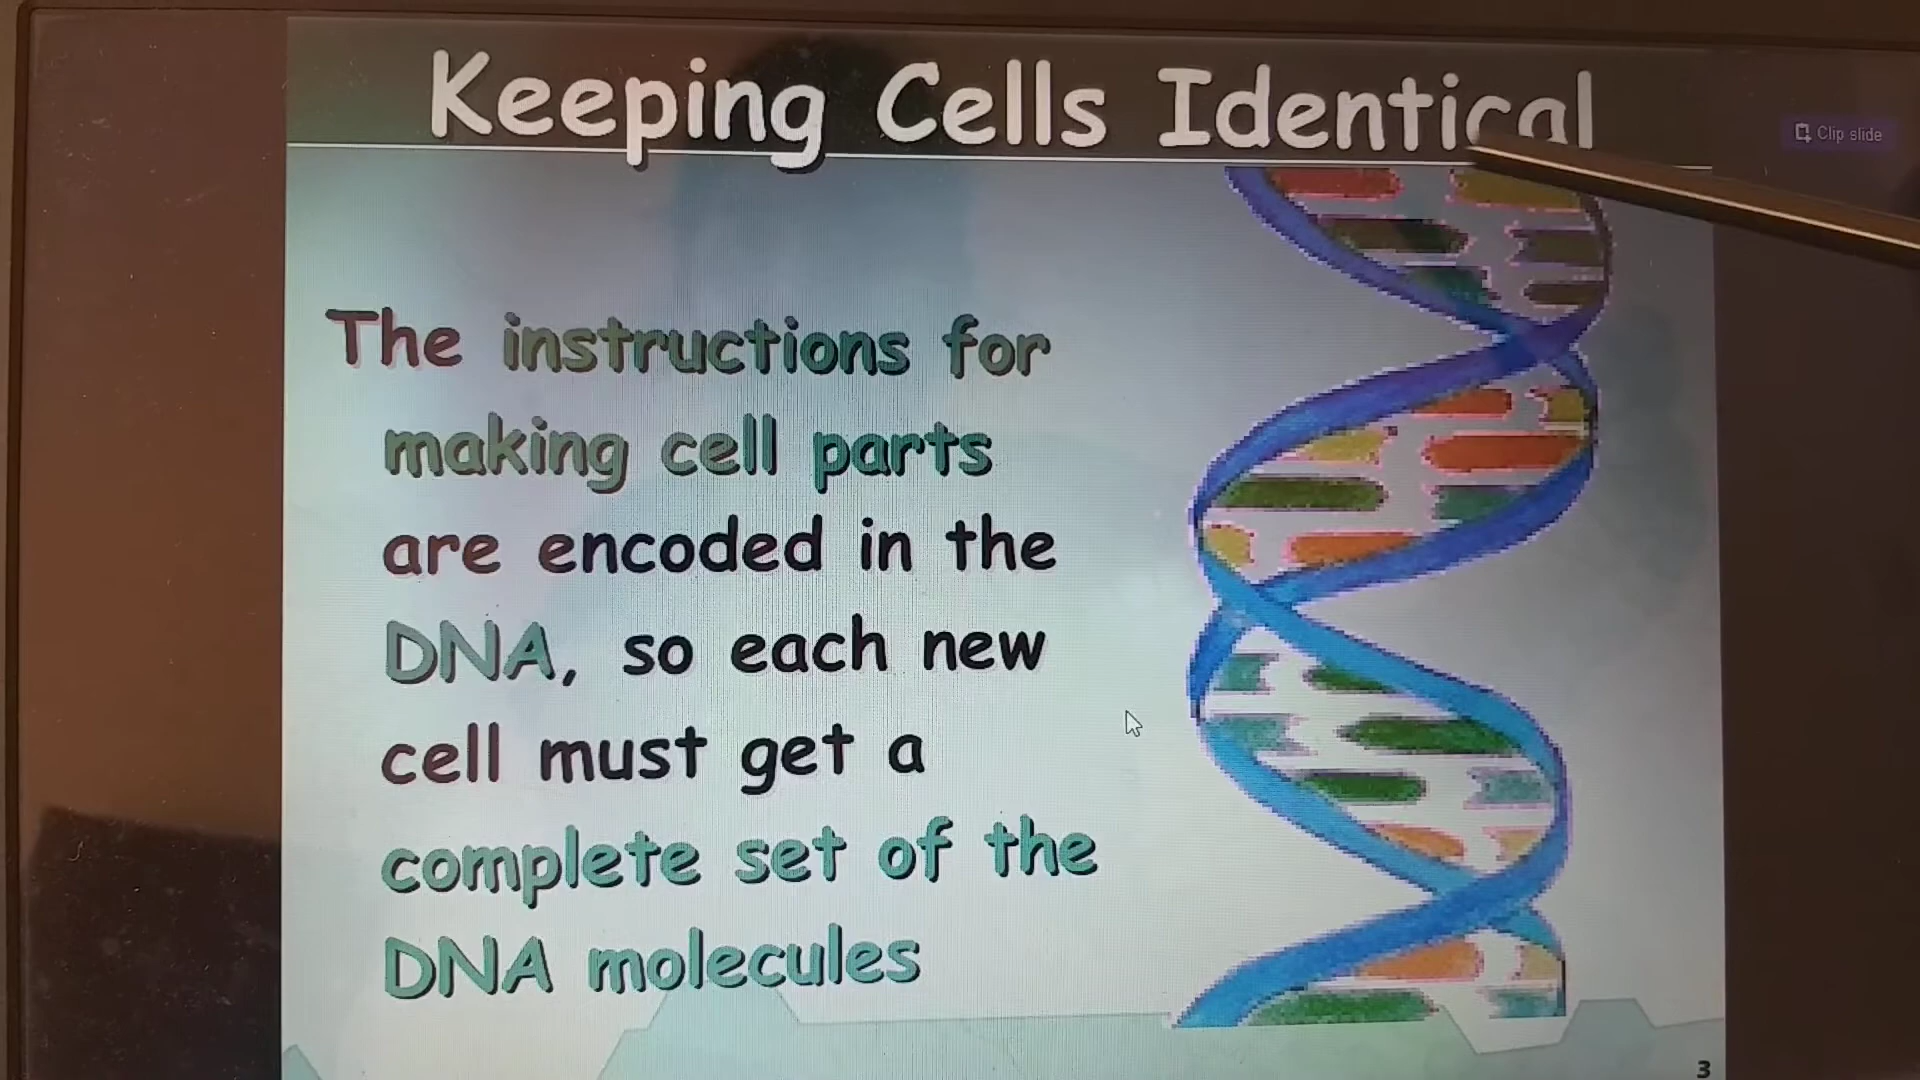 Keeping Cells Identical
Clip slide
The instructions for
making cell parts
are encoded in the
DNA, so each new
cell must get a
complete set of the
DNA molecules
3